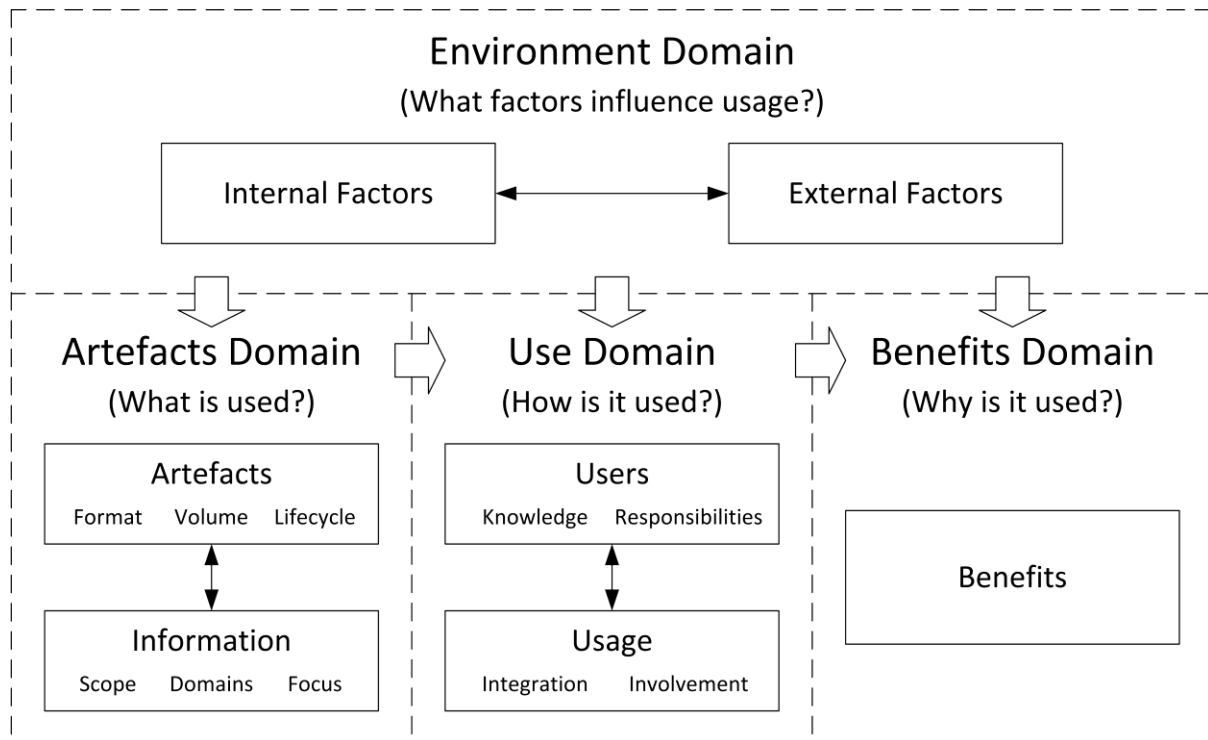 Environment Domain
(What factors influence usage?)
Internal Factors
External Factors
Artefacts Domain
(What is used?)
Artefacts
Format Volume Lifecycle
Information
Scope Domains Focus
Use Domain
(How is it used?)
Users
Knowledge Responsibilities
Usage
Integration Involvement
Benefits Domain
(Why is it used?)
Benefits